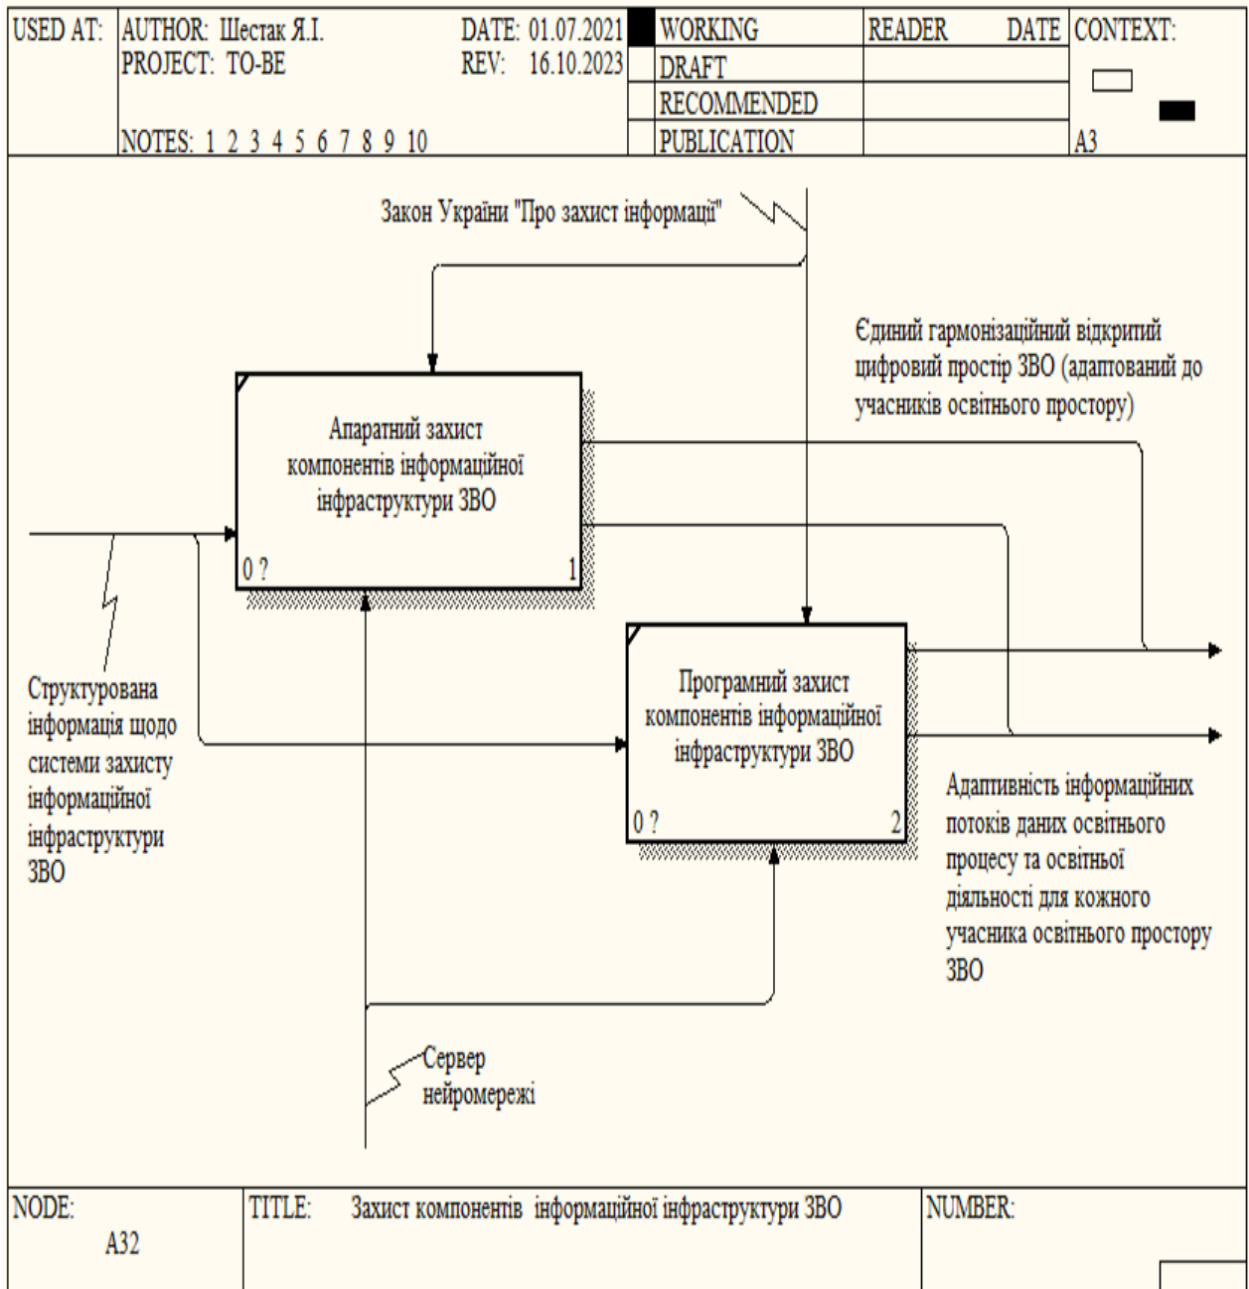 USED AT:
AUTHOR: Шестак Я.І.
DATE: 01.07.2021
PROJECT: TO-BE
REV: 16.10.2023
NOTES: 1 2 3 4 5 6 7 8 9 10
WORKING
DRAFT
RECOMMENDED
PUBLICATION
READER DATE
CONTEXT:
A3
Закон України "Про захист інформації"
Єдиний гармонізаційний відкритий
цифровий простір ЗВО (адаптований до
учасників освітнього простору)
Апаратний захист
компонентів інформаційної
інфраструктури ЗВО
0 ? 1
Структурована
інформація щодо
системи захисту
інформаційної
інфраструктури
ЗВО
Програмний захист
компонентів інформаційної
інфраструктури ЗВО
0 ? 2
Адаптивність інформаційних
потоків даних освітнього
процесу та освітньої
діяльності для кожного
учасника освітнього простору
ЗВО
Сервер
нейромережі
NODE:
A32
TITLE: Захист компонентів інформаційної інфраструктури ЗВО
NUMBER: